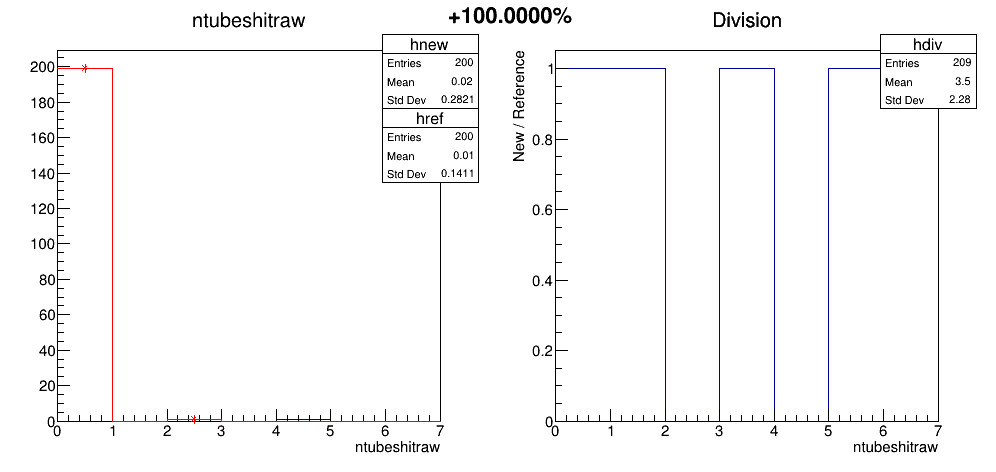 +100.0000%
ntubeshitraw
hnew
Entries 200
Mean 0.02
Std Dev 0.2821
href
Entries 200
Mean 0.01
Std Dev 0.1411
200
180
160
140
120
100
80
60
40
20
0
0 1 2 3 4 5 6 7
ntubeshitraw
Division
hdiv
Entries 209
Mean 3.5
Std Dev 2.28
New / Reference
1
0.8
0.6
0.4
0.2
0
0 1 2 3 4 5 6 7
ntubeshitraw